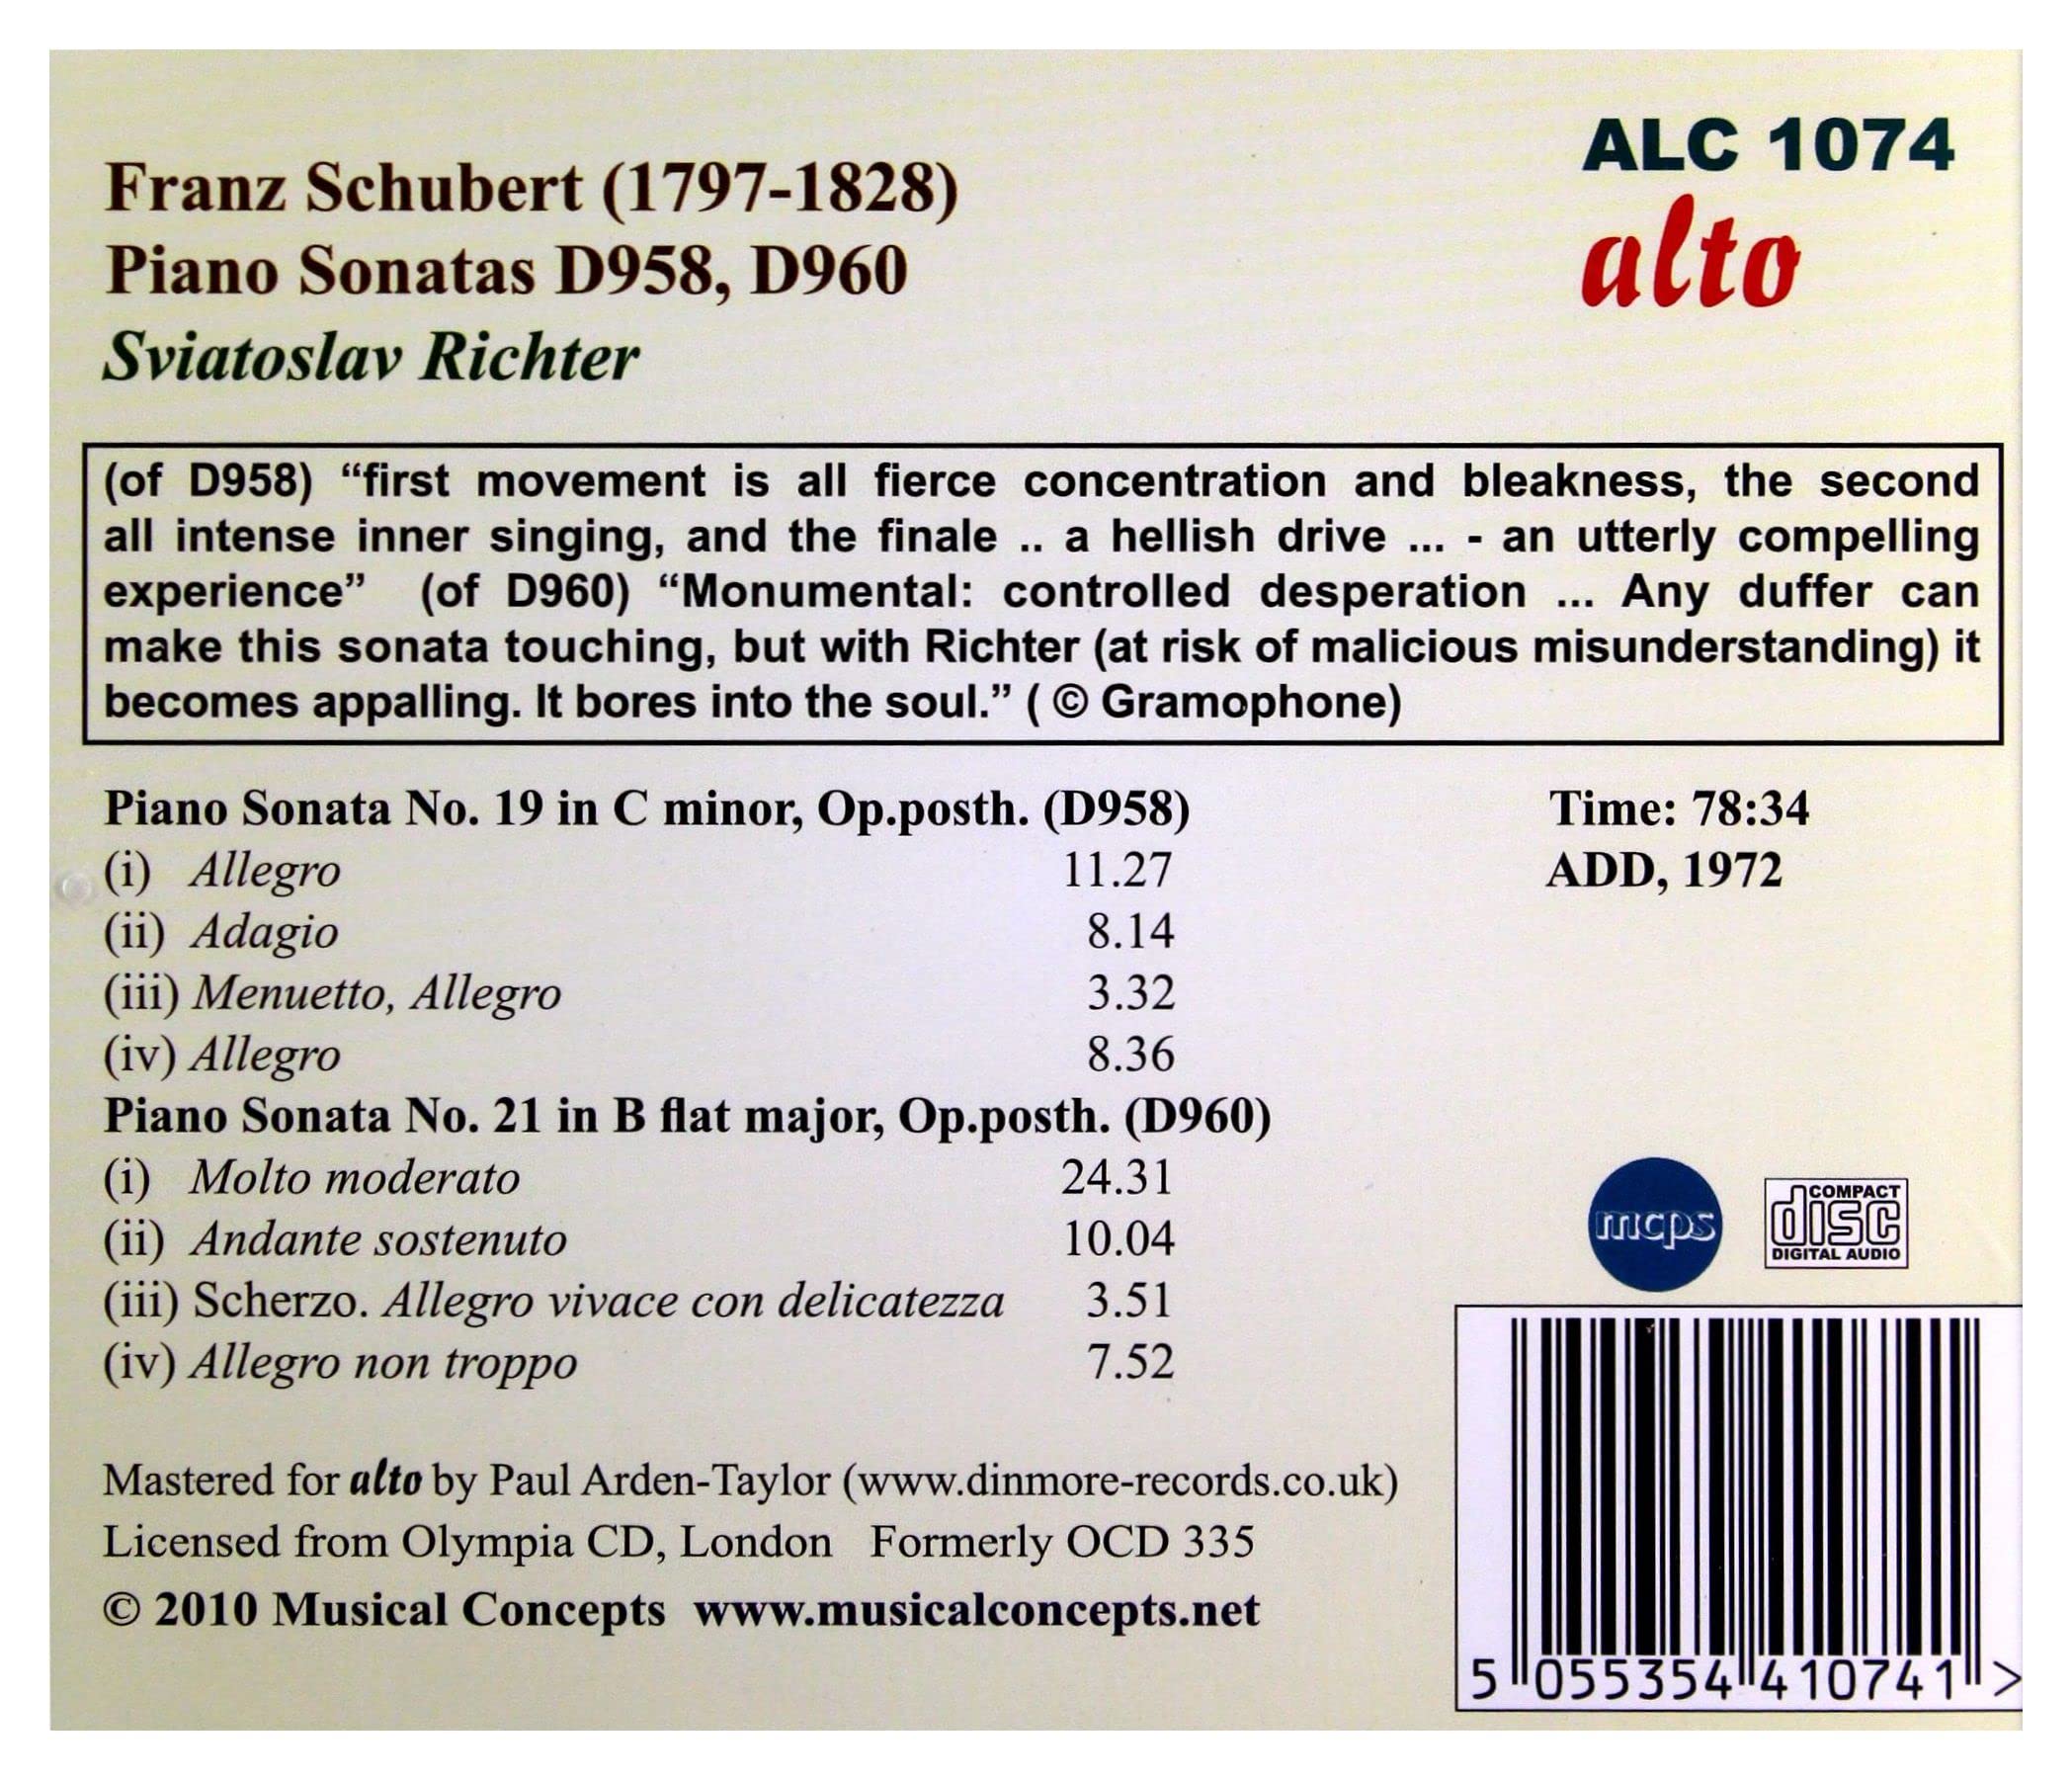 ALC 1074
alto
Franz Schubert (1797-1828)
Piano Sonatas D958, D960
Sviatoslav Richter
(of D958) “first movement is all fierce concentration and bleakness, the second
all intense inner singing, and the finale .. a hellish drive ... - an utterly compelling
experience” (of D960) “Monumental: controlled desperation ... Any duffer can
make this sonata touching, but with Richter (at risk of malicious misunderstanding) it
becomes appalling. It bores into the soul.” ( © Gramophone)
Piano Sonata No. 19 in C minor, Op.posth. (D958)
(i) Allegro 11.27
(ii) Adagio 8.14
(iii) Menuetto, Allegro 3.32
(iv) Allegro 8.36
Piano Sonata No. 21 in B flat major, Op.posth. (D960)
(i) Molto moderato 24.31
(ii) Andante sostenuto 10.04
(iii) Scherzo. Allegro vivace con delicatezza 3.51
(iv) Allegro non troppo 7.52
Time: 78:34
ADD, 1972
mcps
COMPACT
disc
DIGITAL AUDIO
Mastered for alto by Paul Arden-Taylor (www.dinmore-records.co.uk)
Licensed from Olympia CD, London Formerly OCD 335
© 2010 Musical Concepts www.musicalconcepts.net
5 055354 410741 >